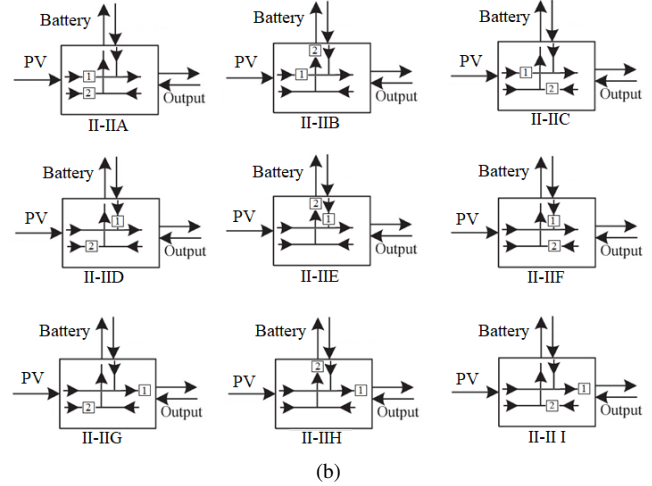 Battery Battery Battery
PV 1 2 Output PV 2 1 Output PV 1 2 Output
II-IIA II-IIB II-IIC
Battery Battery Battery
PV 1 2 Output PV 2 1 Output PV 1 2 Output
II-IID II-IIE II-IIF
Battery Battery Battery
PV 1 2 Output PV 2 1 Output PV 1 2 Output
II-IIG II-IIH II-II I
(b)